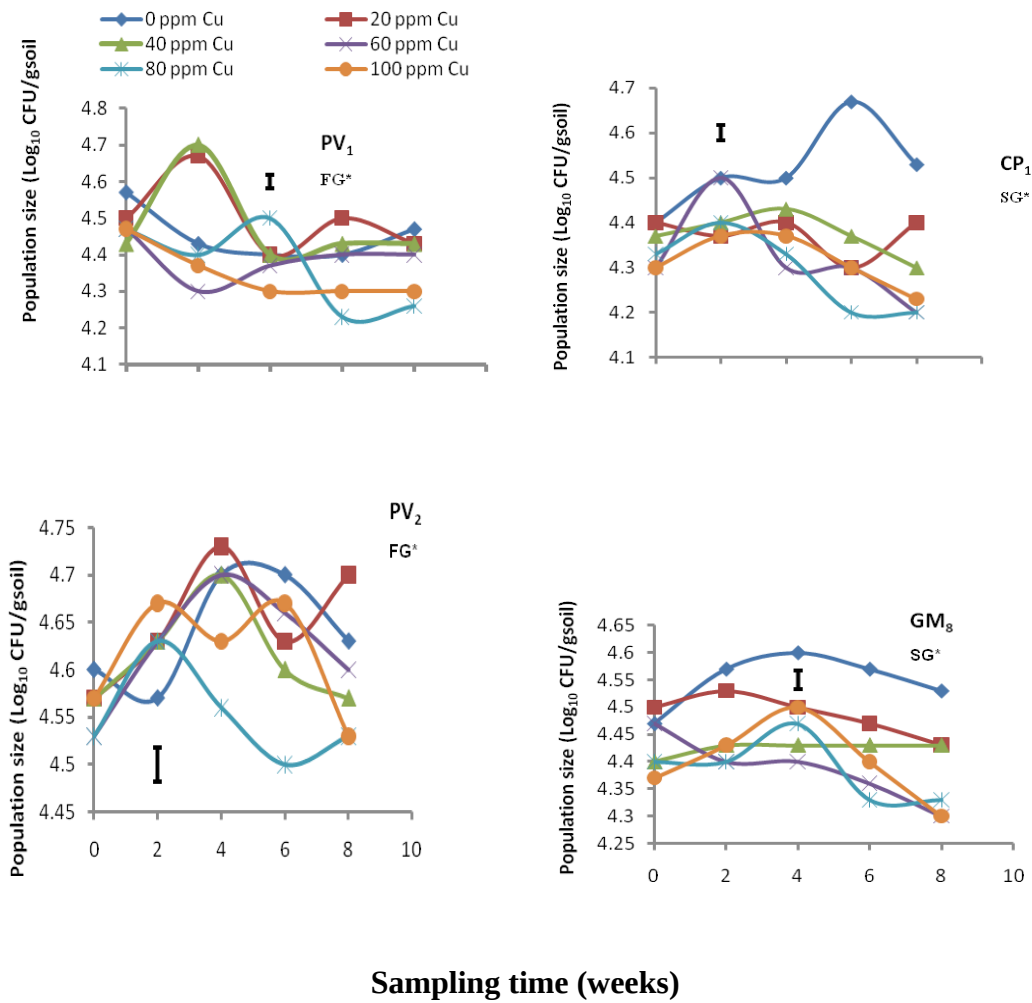 0 ppm Cu 20 ppm Cu
40 ppm Cu 60 ppm Cu
80 ppm Cu 100 ppm Cu
Population size (Log10 CFU/gsoil)
4.8
4.7
4.6
4.5
4.4
4.3
4.2
4.1
PV1
FG*
Population size (Log10 CFU/gsoil)
4.7
4.6
4.5
4.4
4.3
4.2
4.1
CP1
SG*
Population size (Log10 CFU/gsoil)
4.75
4.7
4.65
4.6
4.55
4.5
4.45
0 2 4 6 8 10
PV2
FG*
Population size (Log10 CFU/gsoil)
4.65
4.6
4.55
4.5
4.45
4.4
4.35
4.3
4.25
0 2 4 6 8 10
GM8
SG*
Sampling time (weeks)